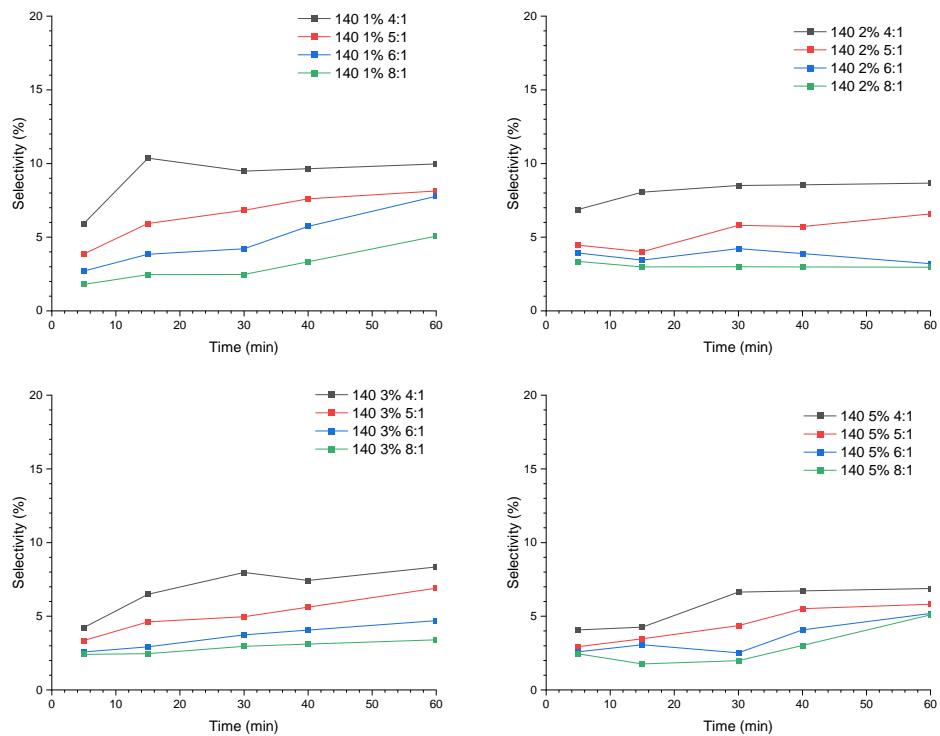 140 1% 4:1
140 1% 5:1
140 1% 6:1
140 1% 8:1
Selectivity (%)
20
15
10
5
0
0 10 20 30 40 50 60
Time (min)
140 2% 4:1
140 2% 5:1
140 2% 6:1
140 2% 8:1
Selectivity (%)
20
15
10
5
0
0 10 20 30 40 50 60
Time (min)
140 3% 4:1
140 3% 5:1
140 3% 6:1
140 3% 8:1
Selectivity (%)
20
15
10
5
0
0 10 20 30 40 50 60
Time (min)
140 5% 4:1
140 5% 5:1
140 5% 6:1
140 5% 8:1
Selectivity (%)
20
15
10
5
0
0 10 20 30 40 50 60
Time (min)